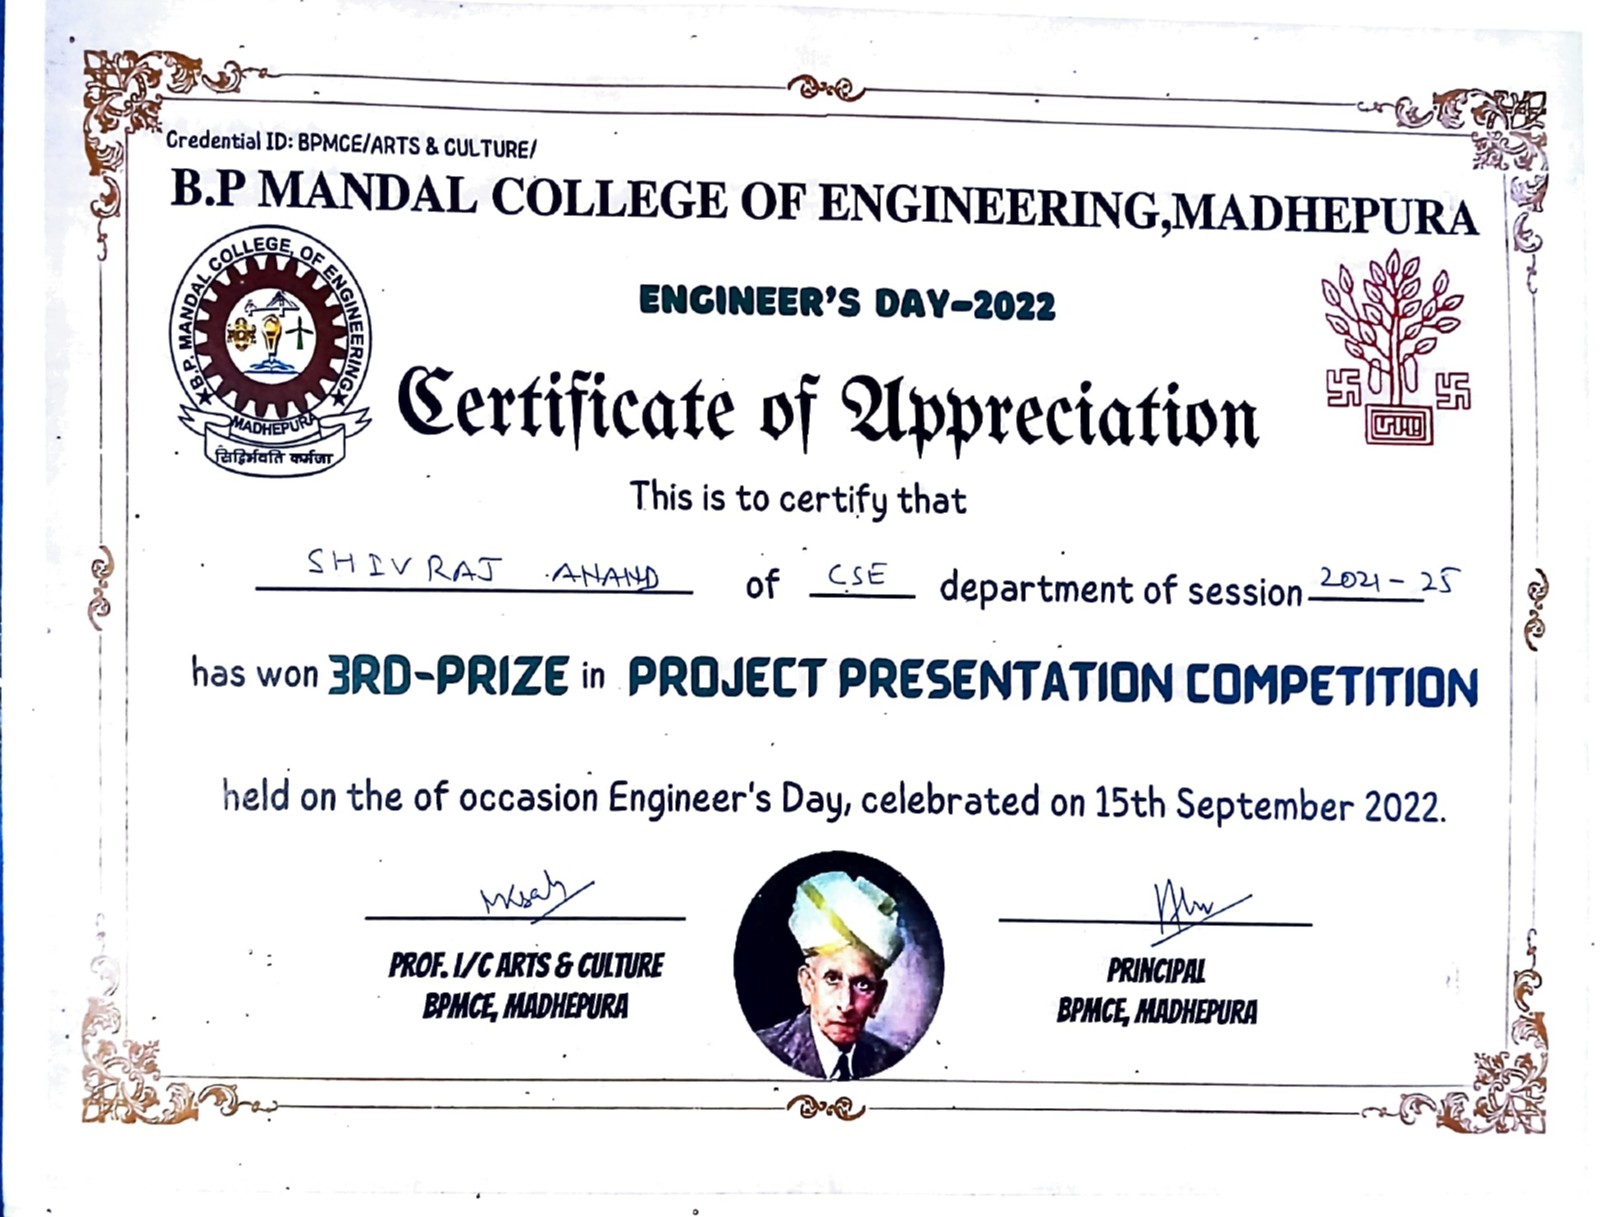 Credential ID: BPMCE/ARTS & CULTURE/
B.P MANDAL COLLEGE OF ENGINEERING,MADHEPURA
B.P. MANDAL COLLEGE, OF ENGINEERING
MADHEPURA
सिद्धिर्भवति कर्मजा
ENGINEER'S DAY-2022
Certificate of Appreciation
This is to certify that
SHIVRAJ ANAND of CSE department of session 2021-25
has won 3RD-PRIZE in PROJECT PRESENTATION COMPETITION
held on the of occasion Engineer's Day, celebrated on 15th September 2022.
PROF. I/C ARTS & CULTURE
BPMCE, MADHEPURA
PRINCIPAL
BPMCE, MADHEPURA